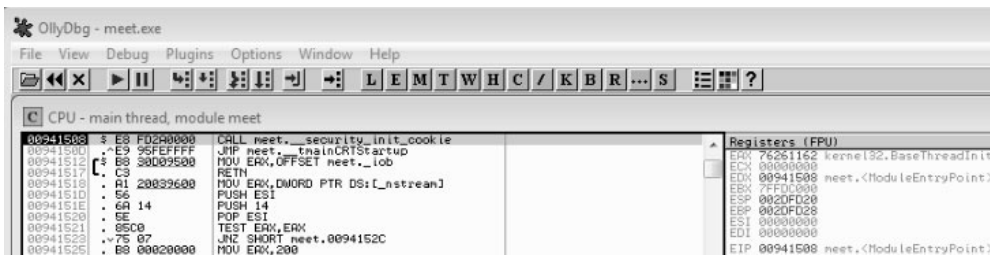 OllyDbg - meet.exe
File View Debug Plugins Options Window Help
L E M T W H C / K B R ... S ?
C CPU - main thread, module meet
00941508 $ E8 FD2A0000 CALL meet.__security_init_cookie
0094150D .^E9 95FEFFFF JMP meet.__tmainCRTStartup
00941512 $ B8 30D09500 MOV EAX,OFFSET meet._iob
00941517 . C3 RETN
00941518 . A1 20039600 MOV EAX,DWORD PTR DS:[_nstream]
0094151D . 56 PUSH ESI
0094151E . 6A 14 PUSH 14
00941520 . 5E POP ESI
00941521 . 85C0 TEST EAX,EAX
00941523 .v75 07 JNZ SHORT meet.0094152C
00941525 . B8 00020000 MOV EAX,200
Registers (FPU)
EAX 76261162 kernel32.BaseThreadInit
ECX 00000000
EDX 00941508 meet.<ModuleEntryPoint>
EBX 7FFDC000
ESP 002DFD20
EBP 002DFD28
ESI 00000000
EDI 00000000
EIP 00941508 meet.<ModuleEntryPoint>